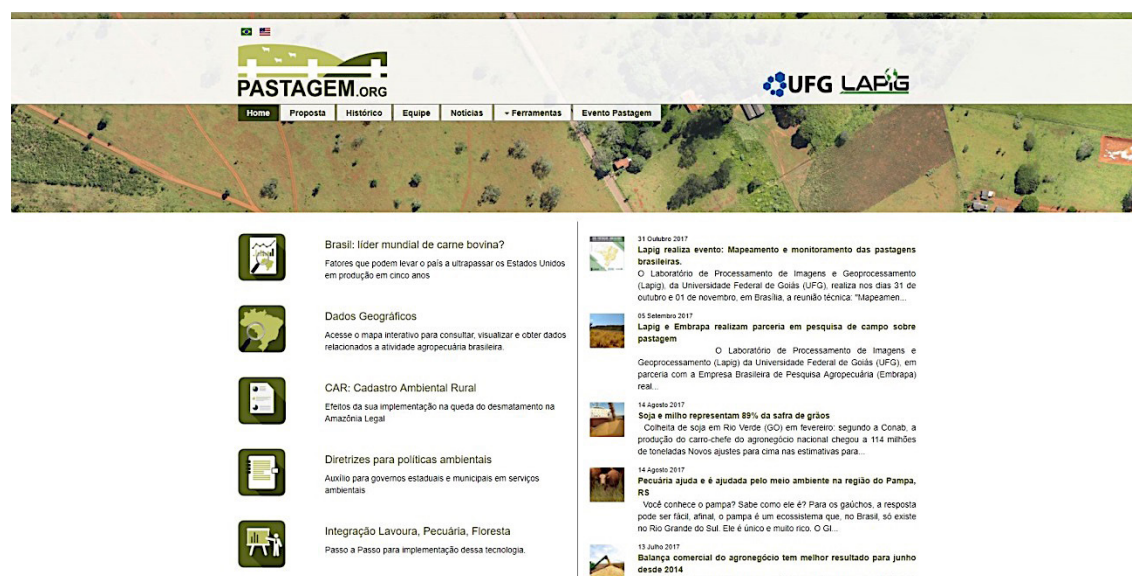 PASTAGEM.ORG
UFG LAPIG
Home Proposta Histórico Equipe Notícias + Ferramentas Evento Pastagem
Brasil: líder mundial de carne bovina?
Fatores que podem levar o país a ultrapassar os Estados Unidos
em produção em cinco anos
Dados Geográficos
Acesse o mapa interativo para consultar, visualizar e obter dados
relacionados a atividade agropecuária brasileira.
CAR: Cadastro Ambiental Rural
Efeitos da sua implementação na queda do desmatamento na
Amazônia Legal
Diretrizes para políticas ambientais
Auxílio para governos estaduais e municipais em serviços
ambientais
Integração Lavoura, Pecuária, Floresta
Passo a Passo para implementação dessa tecnologia.
31 Outubro 2017
Lapig realiza evento: Mapeamento e monitoramento das pastagens
brasileiras.
O Laboratório de Processamento de Imagens e Geoprocessamento
(Lapig), da Universidade Federal de Goiás (UFG), realiza nos dias 31 de
outubro e 01 de novembro, em Brasília, a reunião técnica: "Mapeamen...
05 Setembro 2017
Lapig e Embrapa realizam parceria em pesquisa de campo sobre
pastagem
O Laboratório de Processamento de Imagens e
Geoprocessamento (Lapig) da Universidade Federal de Goiás (UFG), em
parceria com a Empresa Brasileira de Pesquisa Agropecuária (Embrapa)
real...
14 Agosto 2017
Soja e milho representam 89% da safra de grãos
Colheita de soja em Rio Verde (GO) em fevereiro: segundo a Conab, a
produção do carro-chefe do agronegócio nacional chegou a 114 milhões
de toneladas Novos ajustes para cima nas estimativas para...
14 Agosto 2017
Pecuária ajuda e é ajudada pelo meio ambiente na região do Pampa,
RS
Você conhece o pampa? Sabe como ele é? Para os gaúchos, a resposta
pode ser fácil, afinal, o pampa é um ecossistema que, no Brasil, só existe
no Rio Grande do Sul. Ele é único e muito rico. O Gl...
13 Julho 2017
Balança comercial do agronegócio tem melhor resultado para junho
desde 2014